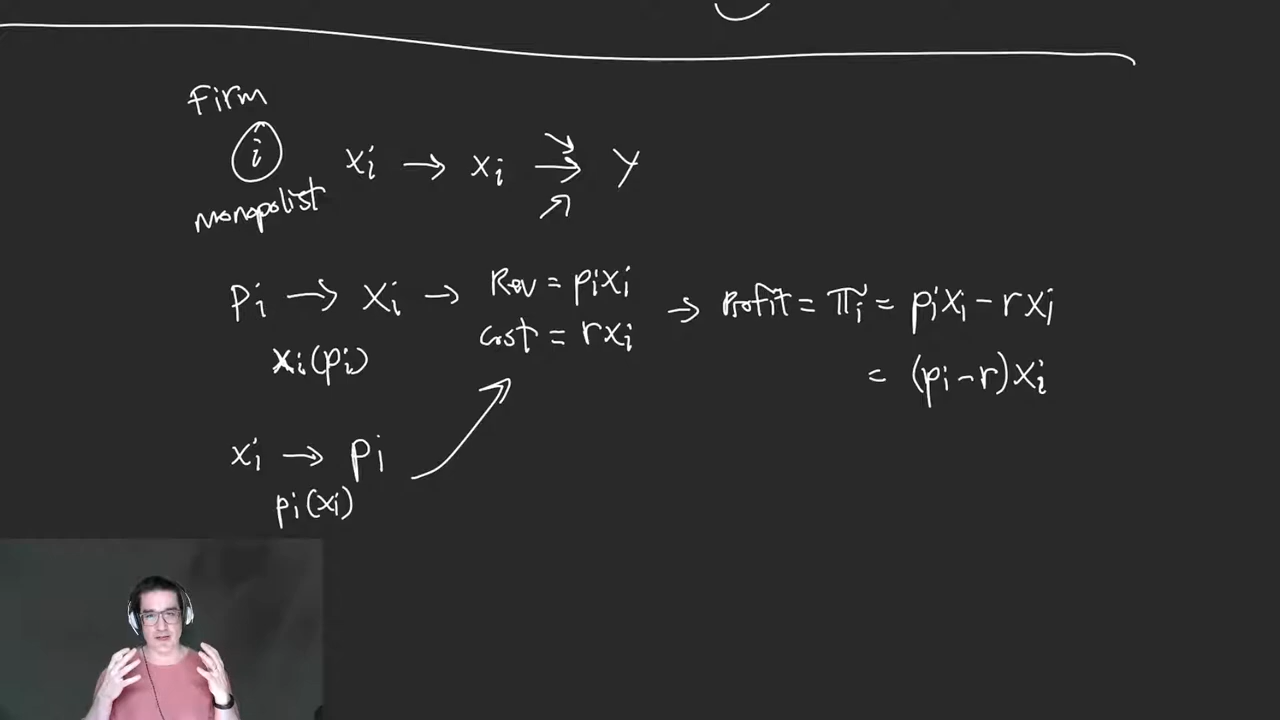 Firm
i xi → xi → y
monopolist
pi → xi → Rev = pixi
cost = rxi
→ Profit = πi = pixi - rxi
= (pi - r)xi
xi(pi)
xi → pi
pi(xi)